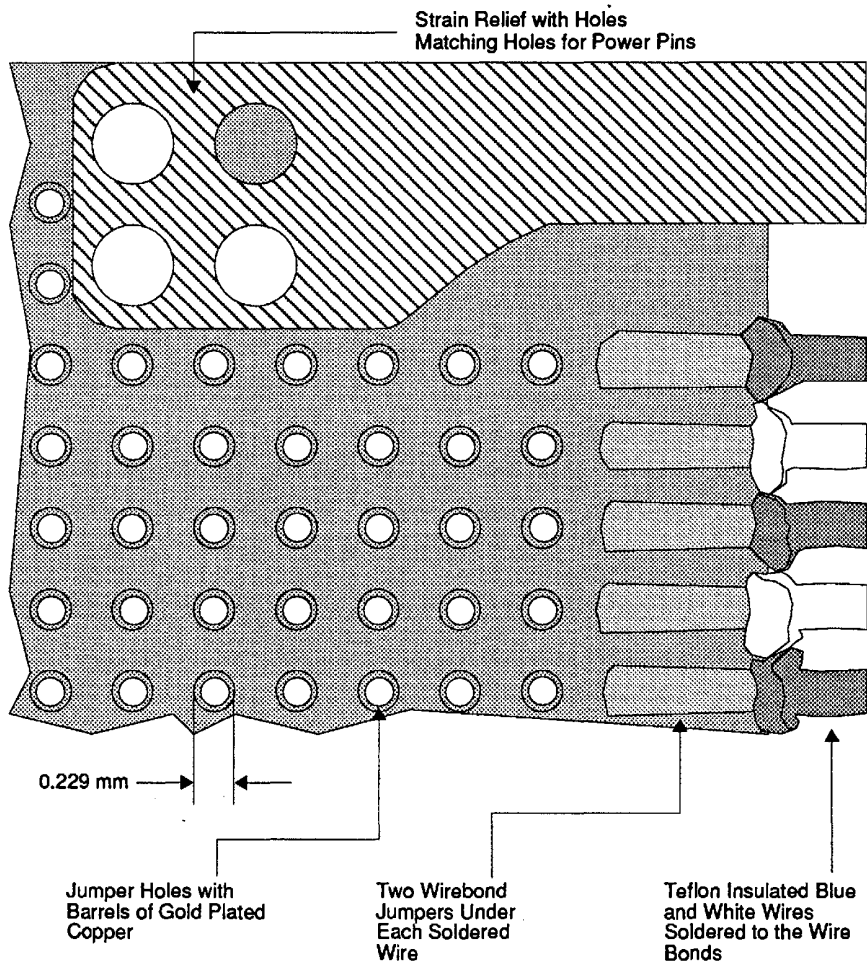 Strain Relief with Holes
Matching Holes for Power Pins
0.229 mm
Jumper Holes with
Barrels of Gold Plated
Copper
Two Wirebond
Jumpers Under
Each Soldered
Wire
Teflon Insulated Blue
and White Wires
Soldered to the Wire
Bonds